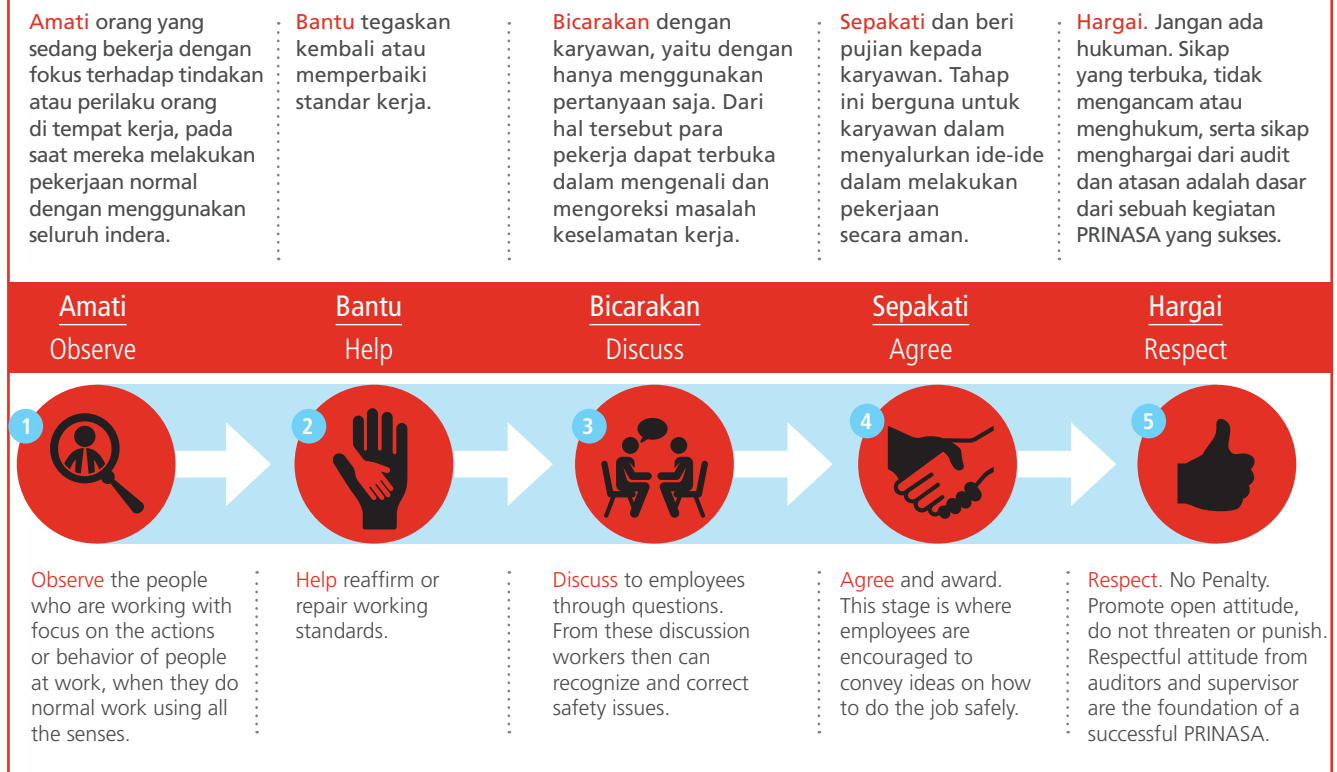 Amati orang yang
sedang bekerja dengan
fokus terhadap tindakan
atau perilaku orang
di tempat kerja, pada
saat mereka melakukan
pekerjaan normal
dengan menggunakan
seluruh indera.
Bantu tegaskan
kembali atau
memperbaiki
standar kerja.
Bicarakan dengan
karyawan, yaitu dengan
hanya menggunakan
pertanyaan saja. Dari
hal tersebut para
pekerja dapat terbuka
dalam mengenali dan
mengoreksi masalah
keselamatan kerja.
Sepakati dan beri
pujian kepada
karyawan. Tahap
ini berguna untuk
karyawan dalam
menyalurkan ide-ide
dalam melakukan
pekerjaan
secara aman.
Hargai. Jangan ada
hukuman. Sikap
yang terbuka, tidak
mengancam atau
menghukum, serta sikap
menghargai dari audit
dan atasan adalah dasar
dari sebuah kegiatan
PRINASA yang sukses.
Amati
Observe
Bantu
Help
Bicarakan
Discuss
Sepakati
Agree
Hargai
Respect
1
2
3
4
5
Observe the people
who are working with
focus on the actions
or behavior of people
at work, when they do
normal work using all
the senses.
Help reaffirm or
repair working
standards.
Discuss to employees
through questions.
From these discussion
workers then can
recognize and correct
safety issues.
Agree and award.
This stage is where
employees are
encouraged to
convey ideas on how
to do the job safely.
Respect. No Penalty.
Promote open attitude,
do not threaten or punish.
Respectful attitude from
auditors and supervisor
are the foundation of a
successful PRINASA.